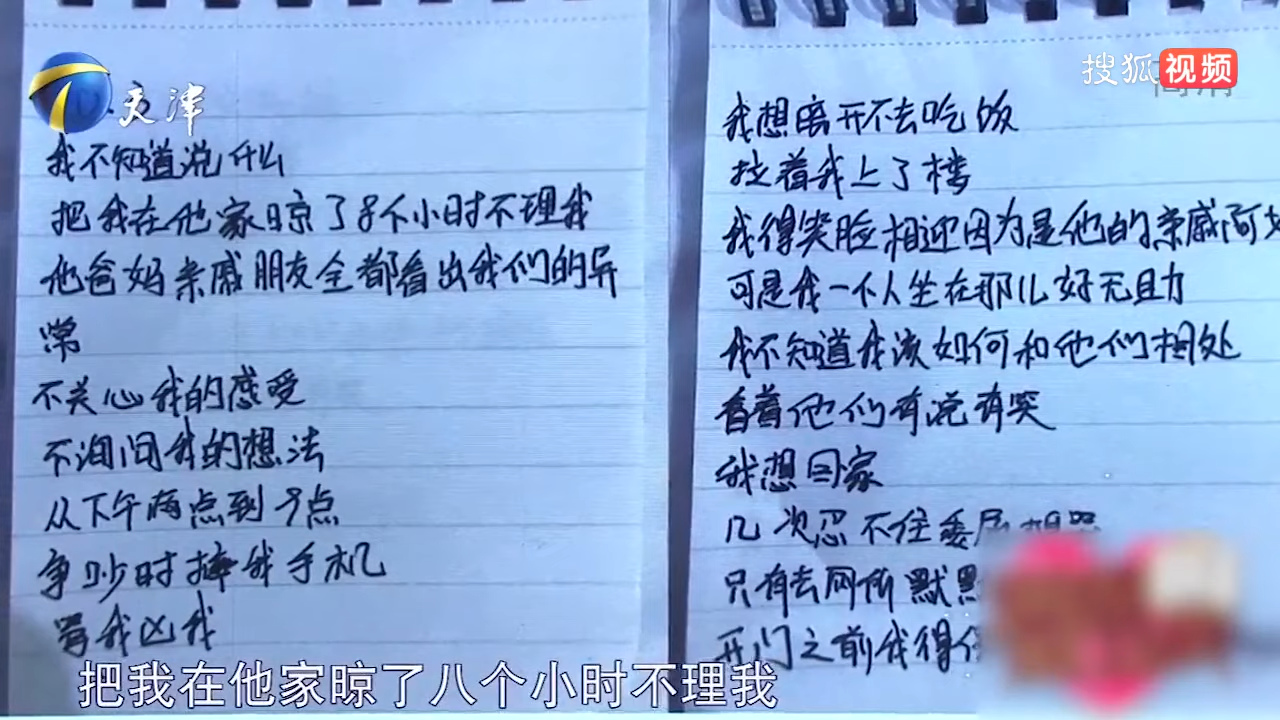 天津
搜狐视频
我不知道说什么
把我在他家晾了8个小时不理我
他爸妈亲戚朋友全都看出我们的异
常
不关心我的感受
不询问我的想法
从下午两点到9点
争吵时摔我手机
骂我凶我
我想离开不去吃饭
拉着我上了楼
我得笑脸相迎因为是他的亲戚阿
可是我一个人坐在那儿好无助
我不知道我该如何和他们相处
看着他们有说有笑
我想回家
几次忍不住委屈想哭
只有去厕所默默
开门之前我得
把我在他家晾了八个小时不理我